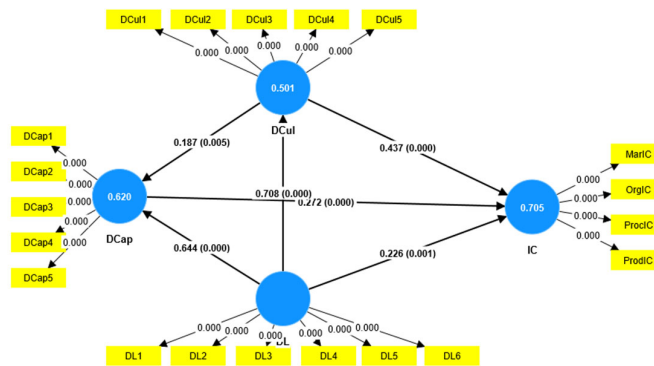 DCul1 DCul2 DCul3 DCul4 DCul5
0.000 0.000 0.000 0.000 0.000
0.501
DCul
0.187 (0.005)
0.437 (0.000)
DCap1
DCap2
DCap3
DCap4
DCap5
0.000
0.000
0.000
0.000
0.000
0.620
DCap
0.708 (0.000)
0.272 (0.000)
0.705
IC
MarIC
OrgIC
ProcIC
ProdIC
0.000
0.000
0.000
0.000
0.644 (0.000)
0.226 (0.001)
DL
0.000 0.000 0.000 0.000 0.000 0.000
DL1 DL2 DL3 DL4 DL5 DL6